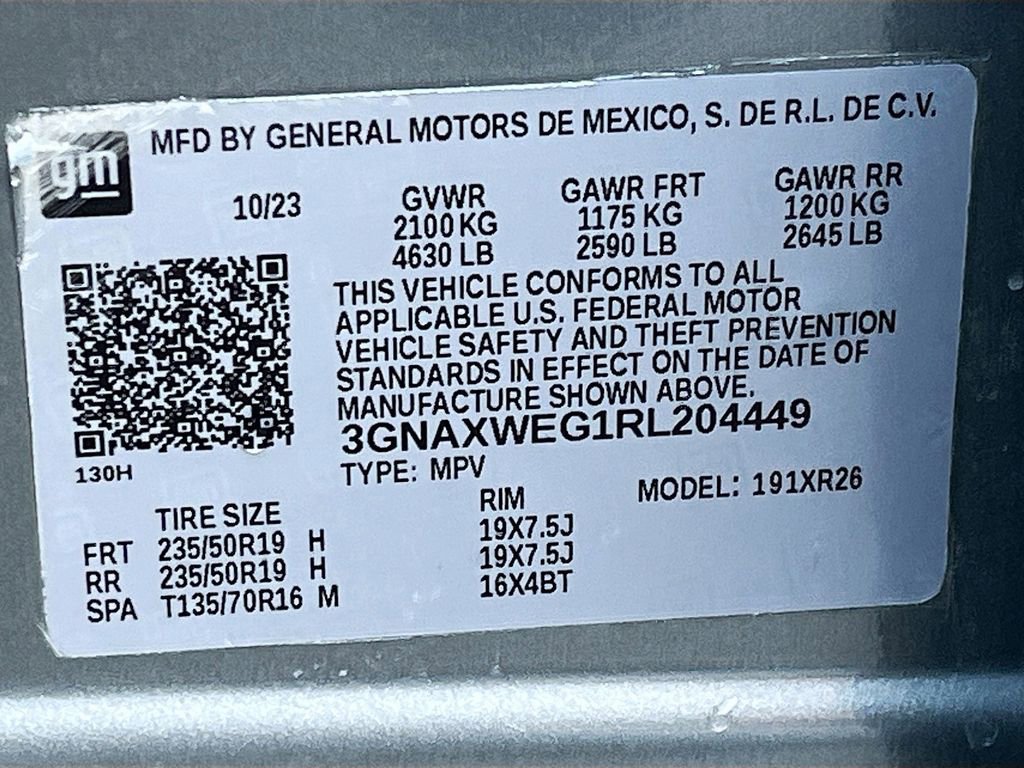 gm
MFD BY GENERAL MOTORS DE MEXICO, S. DE R.L. DE C.V.
10/23 GVWR GAWR FRT GAWR RR
2100 KG 1175 KG 1200 KG
4630 LB 2590 LB 2645 LB
THIS VEHICLE CONFORMS TO ALL
APPLICABLE U.S. FEDERAL MOTOR
VEHICLE SAFETY AND THEFT PREVENTION
STANDARDS IN EFFECT ON THE DATE OF
MANUFACTURE SHOWN ABOVE.
3GNAXWEG1RL204449
130H
TYPE: MPV MODEL: 191XR26
TIRE SIZE RIM
FRT 235/50R19 H 19X7.5J
RR 235/50R19 H 19X7.5J
SPA T135/70R16 M 16X4BT